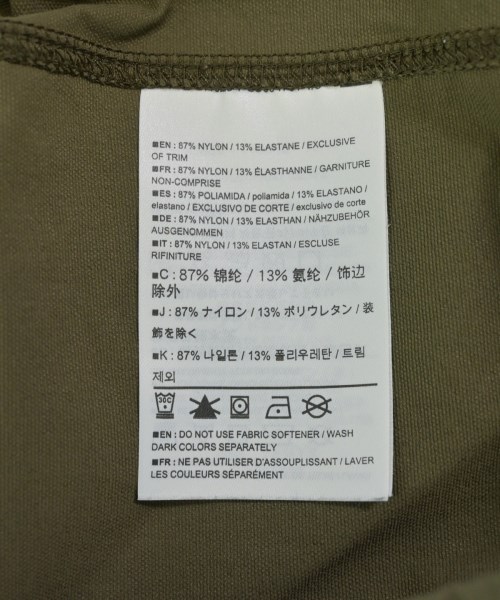 ■EN : 87% NYLON / 13% ELASTANE / EXCLUSIVE
OF TRIM
■FR : 87% NYLON / 13% ÉLASTHANNE / GARNITURE
NON-COMPRISE
■ES : 87% POLIAMIDA / poliamida / 13% ELASTANO /
elastano / EXCLUSIVO DE CORTE / exclusivo de corte
■DE : 87% NYLON / 13% ELASTHAN / NÄHZUBEHÖR
AUSGENOMMEN
■IT : 87% NYLON / 13% ELASTAN / ESCLUSE
RIFINITURE
■C : 87% 锦纶 / 13% 氨纶 / 饰边
除外
■J : 87% ナイロン / 13% ポリウレタン / 装
飾を除く
■K : 87% 나일론 / 13% 폴리우레탄 / 트림
제외
30C
■EN : DO NOT USE FABRIC SOFTENER / WASH
DARK COLORS SEPARATELY
■FR : NE PAS UTILISER D'ASSOUPLISSANT / LAVER
LES COULEURS SÉPARÉMENT